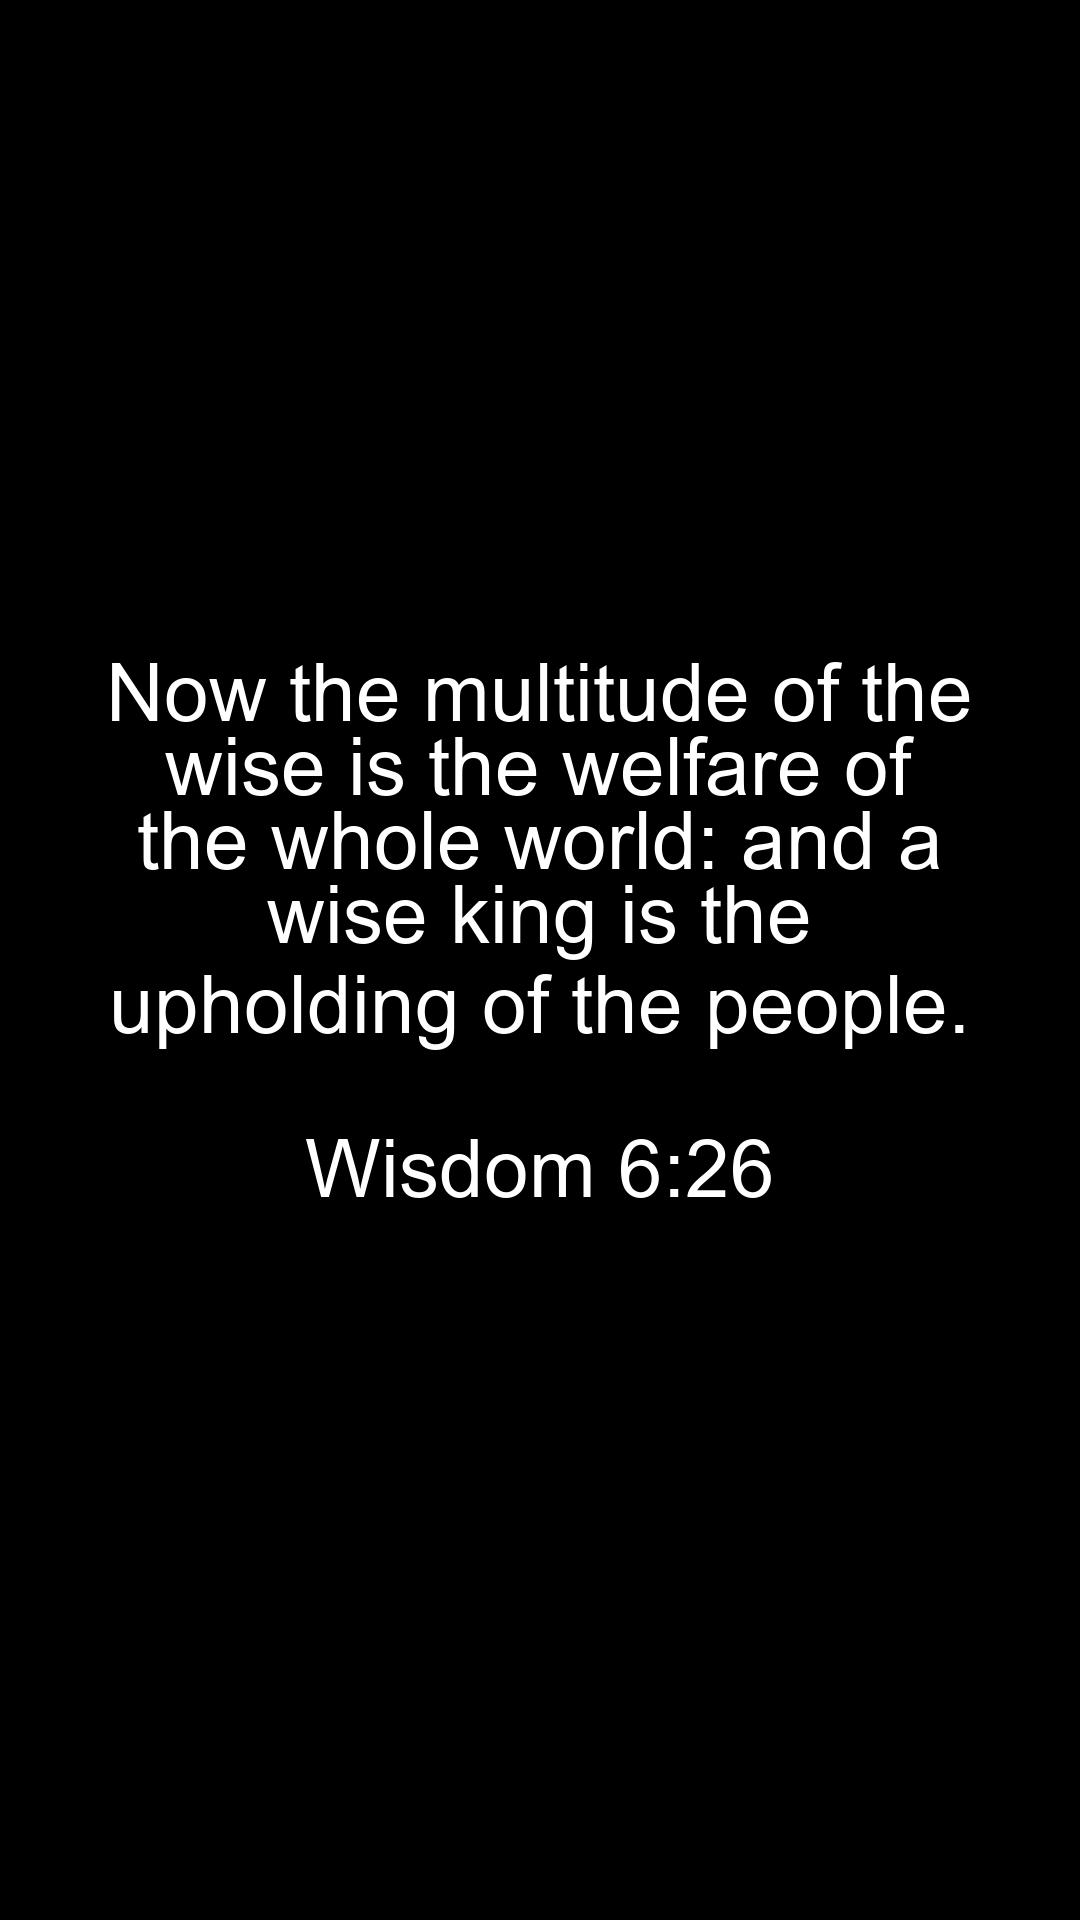 Now the multitude of the
wise is the welfare of
the whole world: and a
wise king is the
upholding of the people.
Wisdom 6:26